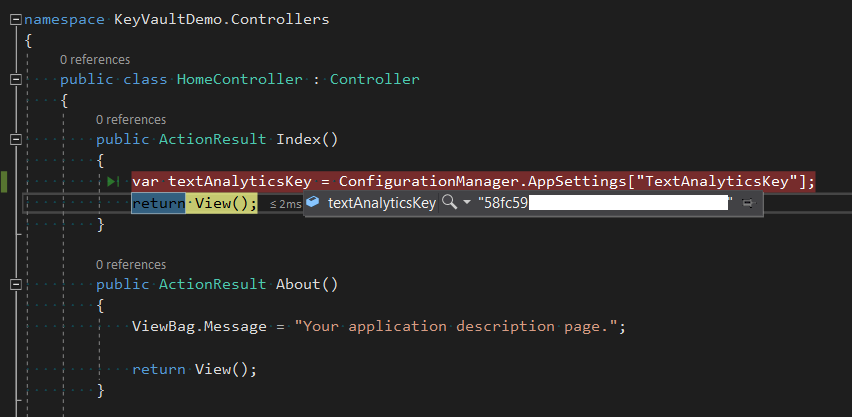 namespace KeyVaultDemo.Controllers
{
0 references
public class HomeController : Controller
{
0 references
public ActionResult Index()
{
var textAnalyticsKey = ConfigurationManager.AppSettings["TextAnalyticsKey"];
return View(); ≤ 2ms textAnalyticsKey "58fc59 "
}
0 references
public ActionResult About()
{
ViewBag.Message = "Your application description page.";
return View();
}